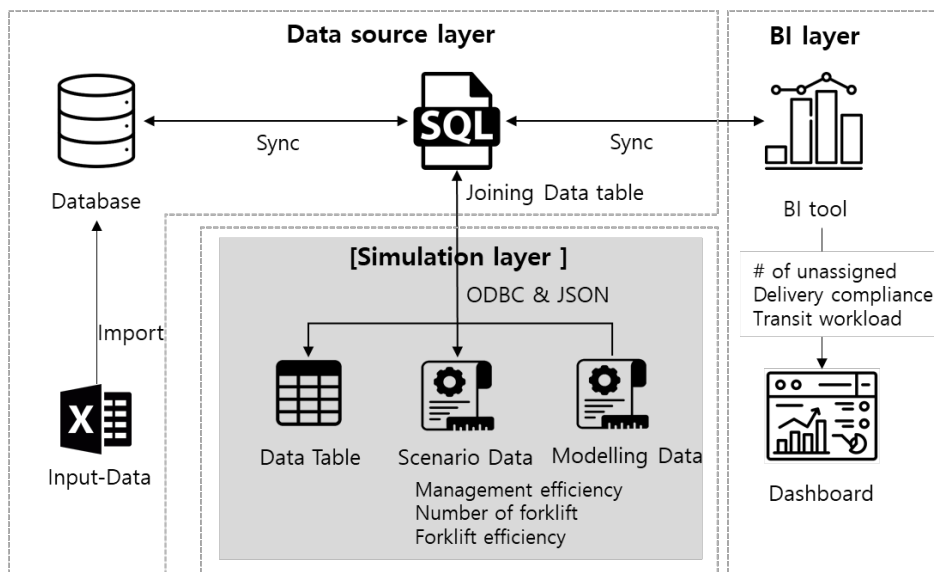 Data source layer
BI layer
SQL
Sync
Sync
Database
Joining Data table
BI tool
[Simulation layer ]
# of unassigned
Delivery compliance
Transit workload
ODBC & JSON
Import
X
Input-Data
Data Table
Scenario Data
Modelling Data
Management efficiency
Number of forklift
Forklift efficiency
Dashboard